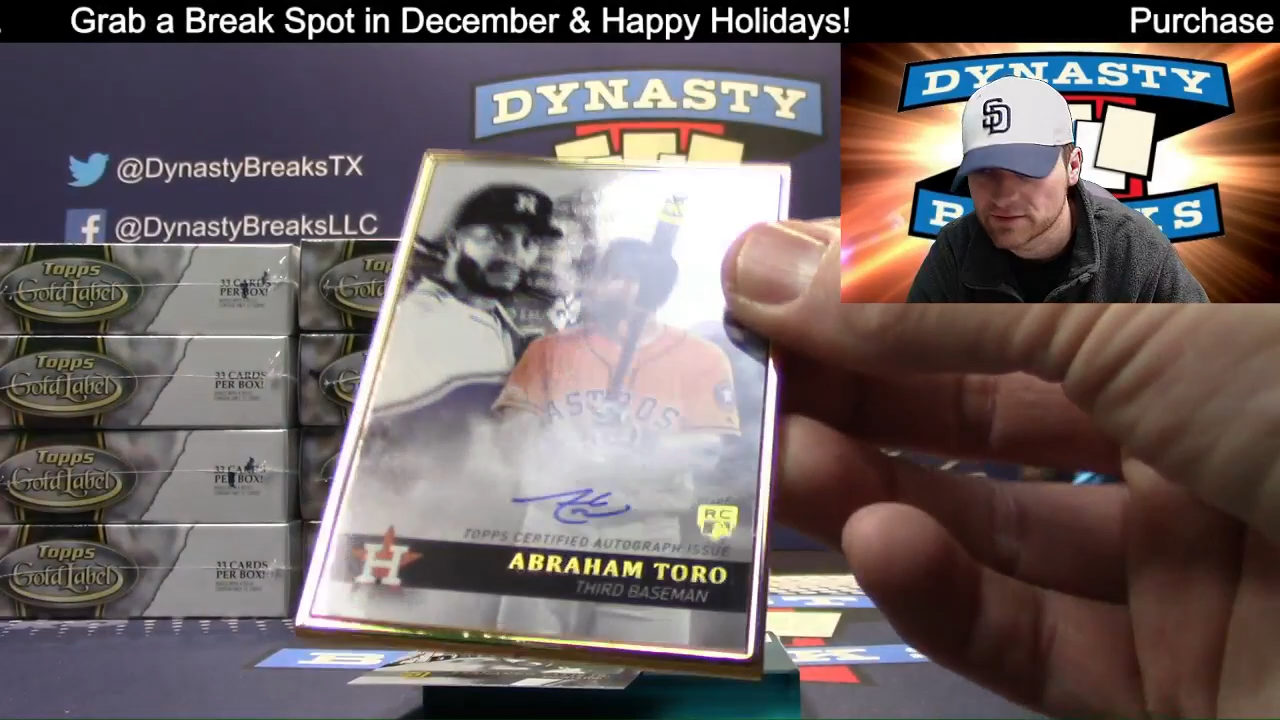 Grab a Break Spot in December & Happy Holidays!
Purchase
DYNASTY
@DynastyBreaksTX
@DynastyBreaksLLC
DYNASTY
SD
Topps
Gold Label
33 CARDS
PER BOX!
Topps
Gold Label
33 CARDS
PER BOX!
Topps
Gold Label
33 CARDS
PER BOX!
Topps
Gold Label
33 CARDS
PER BOX!
ASTROS
RC
TOPPS CERTIFIED AUTOGRAPH ISSUE
H
ABRAHAM TORO
THIRD BASEMAN